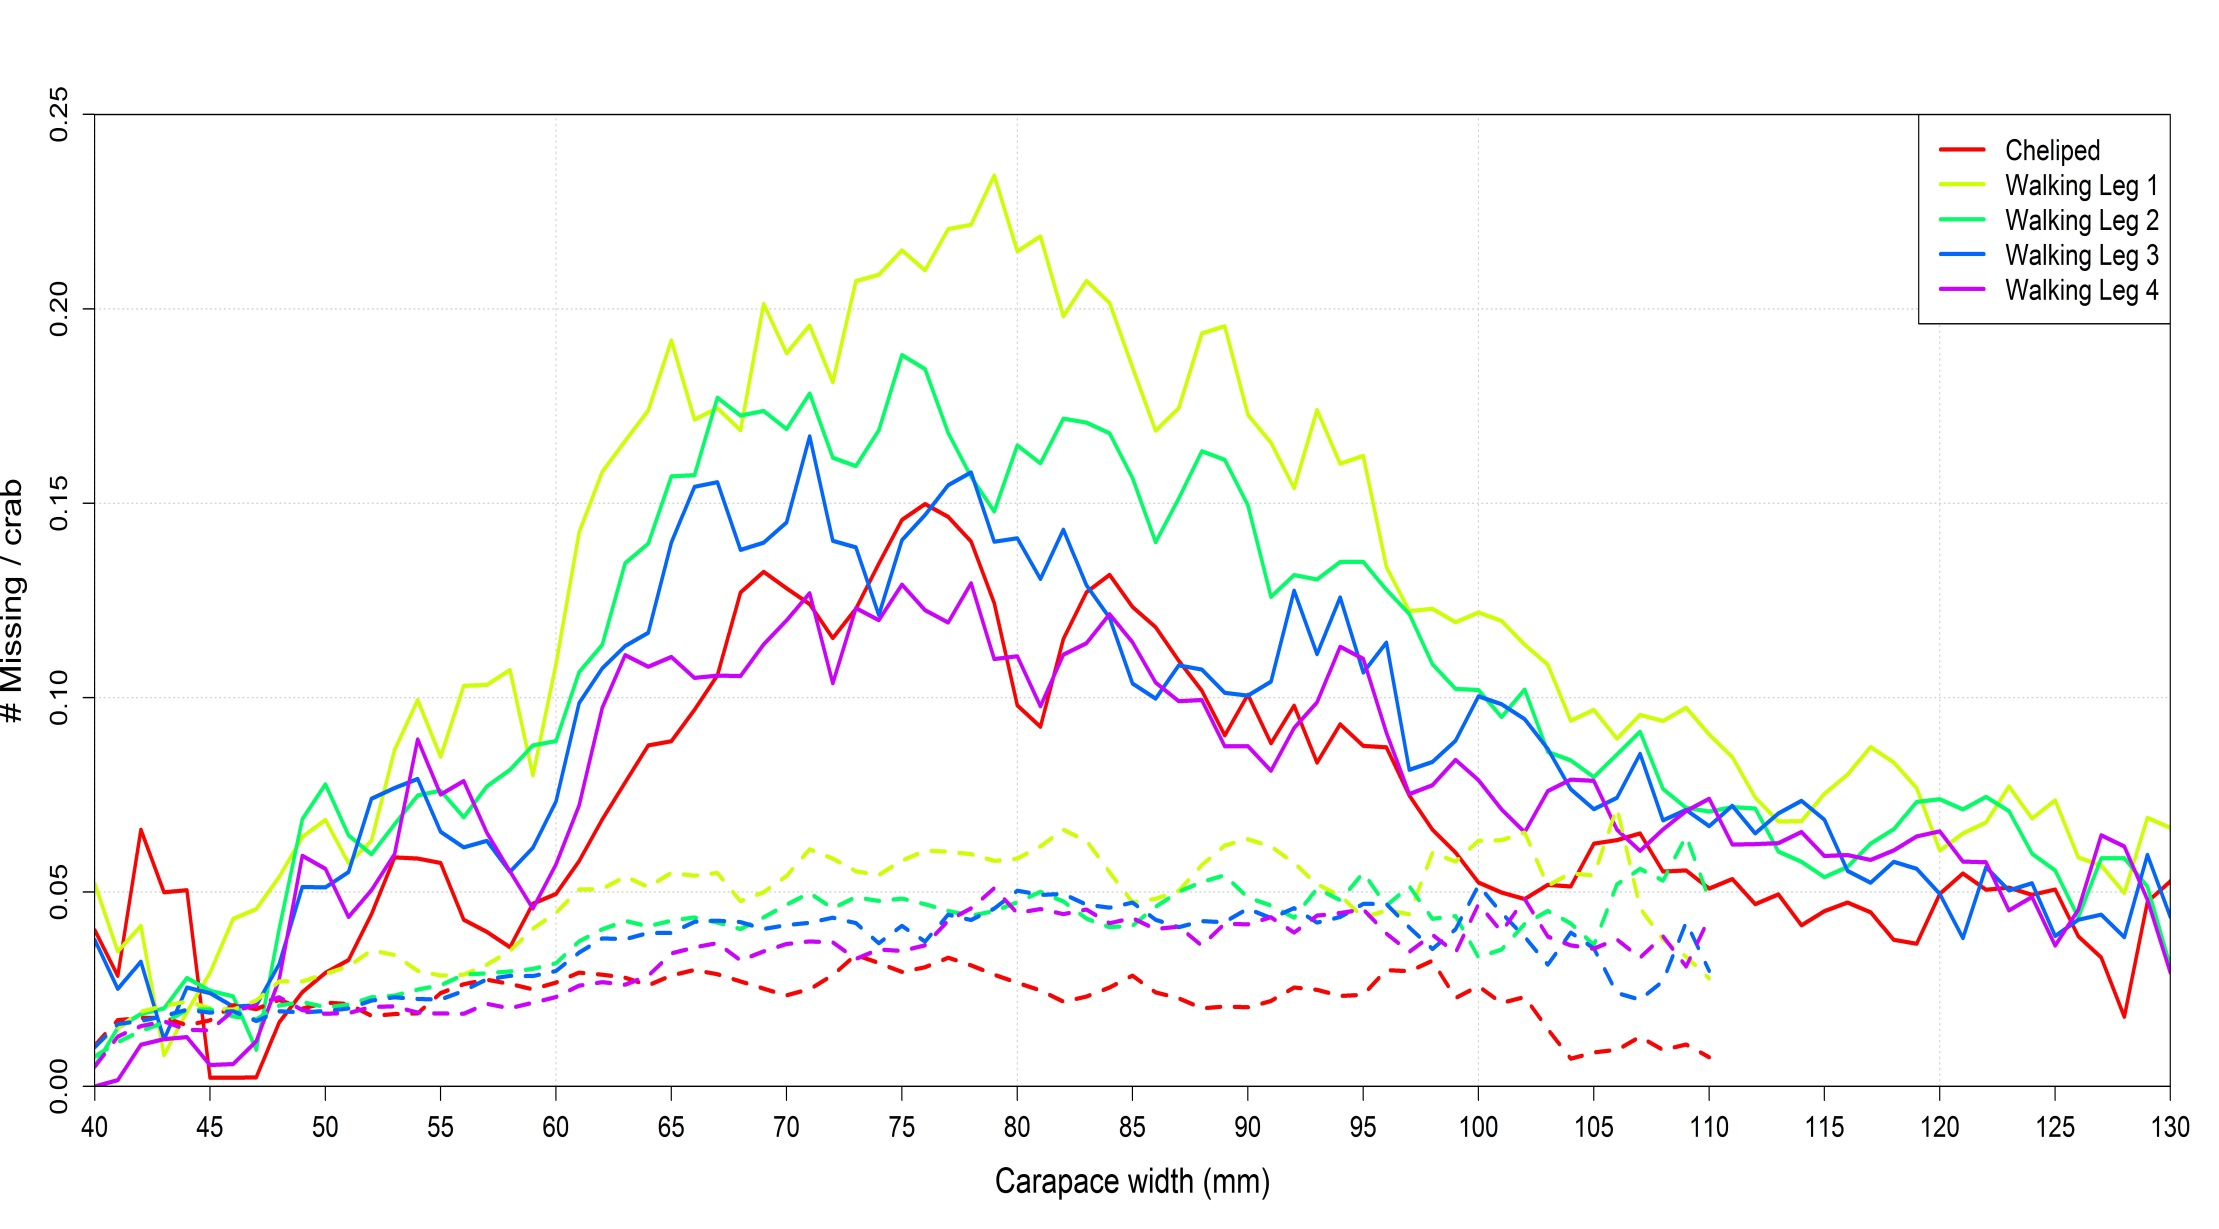 0.25
0.20
0.15
0.10
0.05
0.00
# Missing / crab
Cheliped
Walking Leg 1
Walking Leg 2
Walking Leg 3
Walking Leg 4
40 45 50 55 60 65 70 75 80 85 90 95 100 105 110 115 120 125 130
Carapace width (mm)